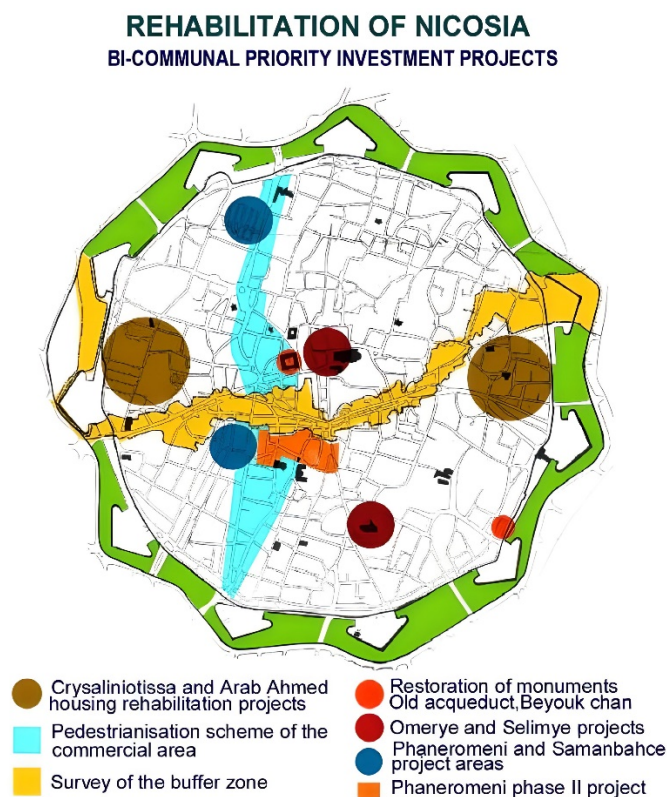 REHABILITATION OF NICOSIA
BI-COMMUNAL PRIORITY INVESTMENT PROJECTS
Crysaliniotissa and Arab Ahmed
housing rehabilitation projects
Pedestrianisation scheme of the
commercial area
Survey of the buffer zone
Restoration of monuments
Old acqueduct,Beyouk chan
Omerye and Selimye projects
Phaneromeni and Samanbahce
project areas
Phaneromeni phase II project